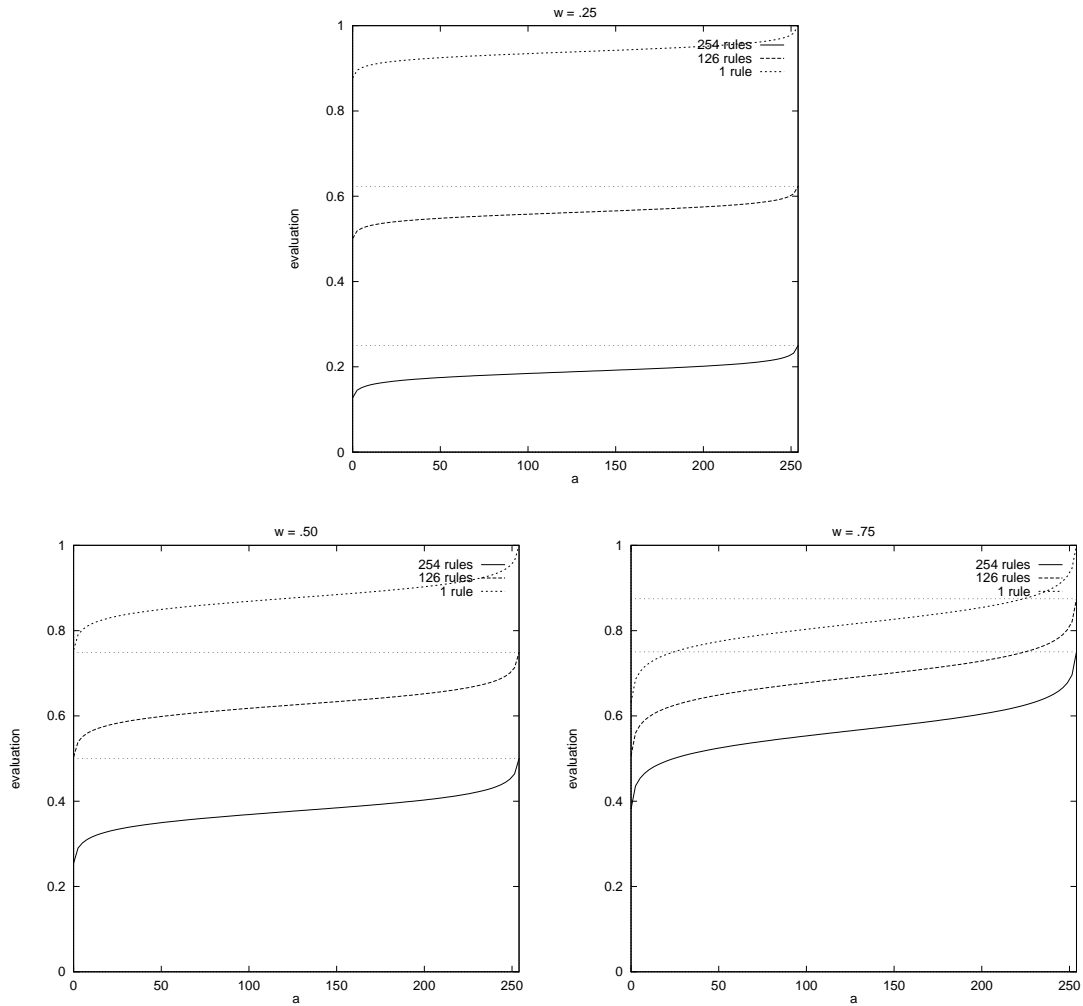 w = .25
1
0.8
0.6
0.4
0.2
0
evaluation
254 rules
126 rules
1 rule
0 50 100 150 200 250
a
w = .50
1
0.8
0.6
0.4
0.2
0
evaluation
254 rules
126 rules
1 rule
0 50 100 150 200 250
a
w = .75
1
0.8
0.6
0.4
0.2
0
evaluation
254 rules
126 rules
1 rule
0 50 100 150 200 250
a